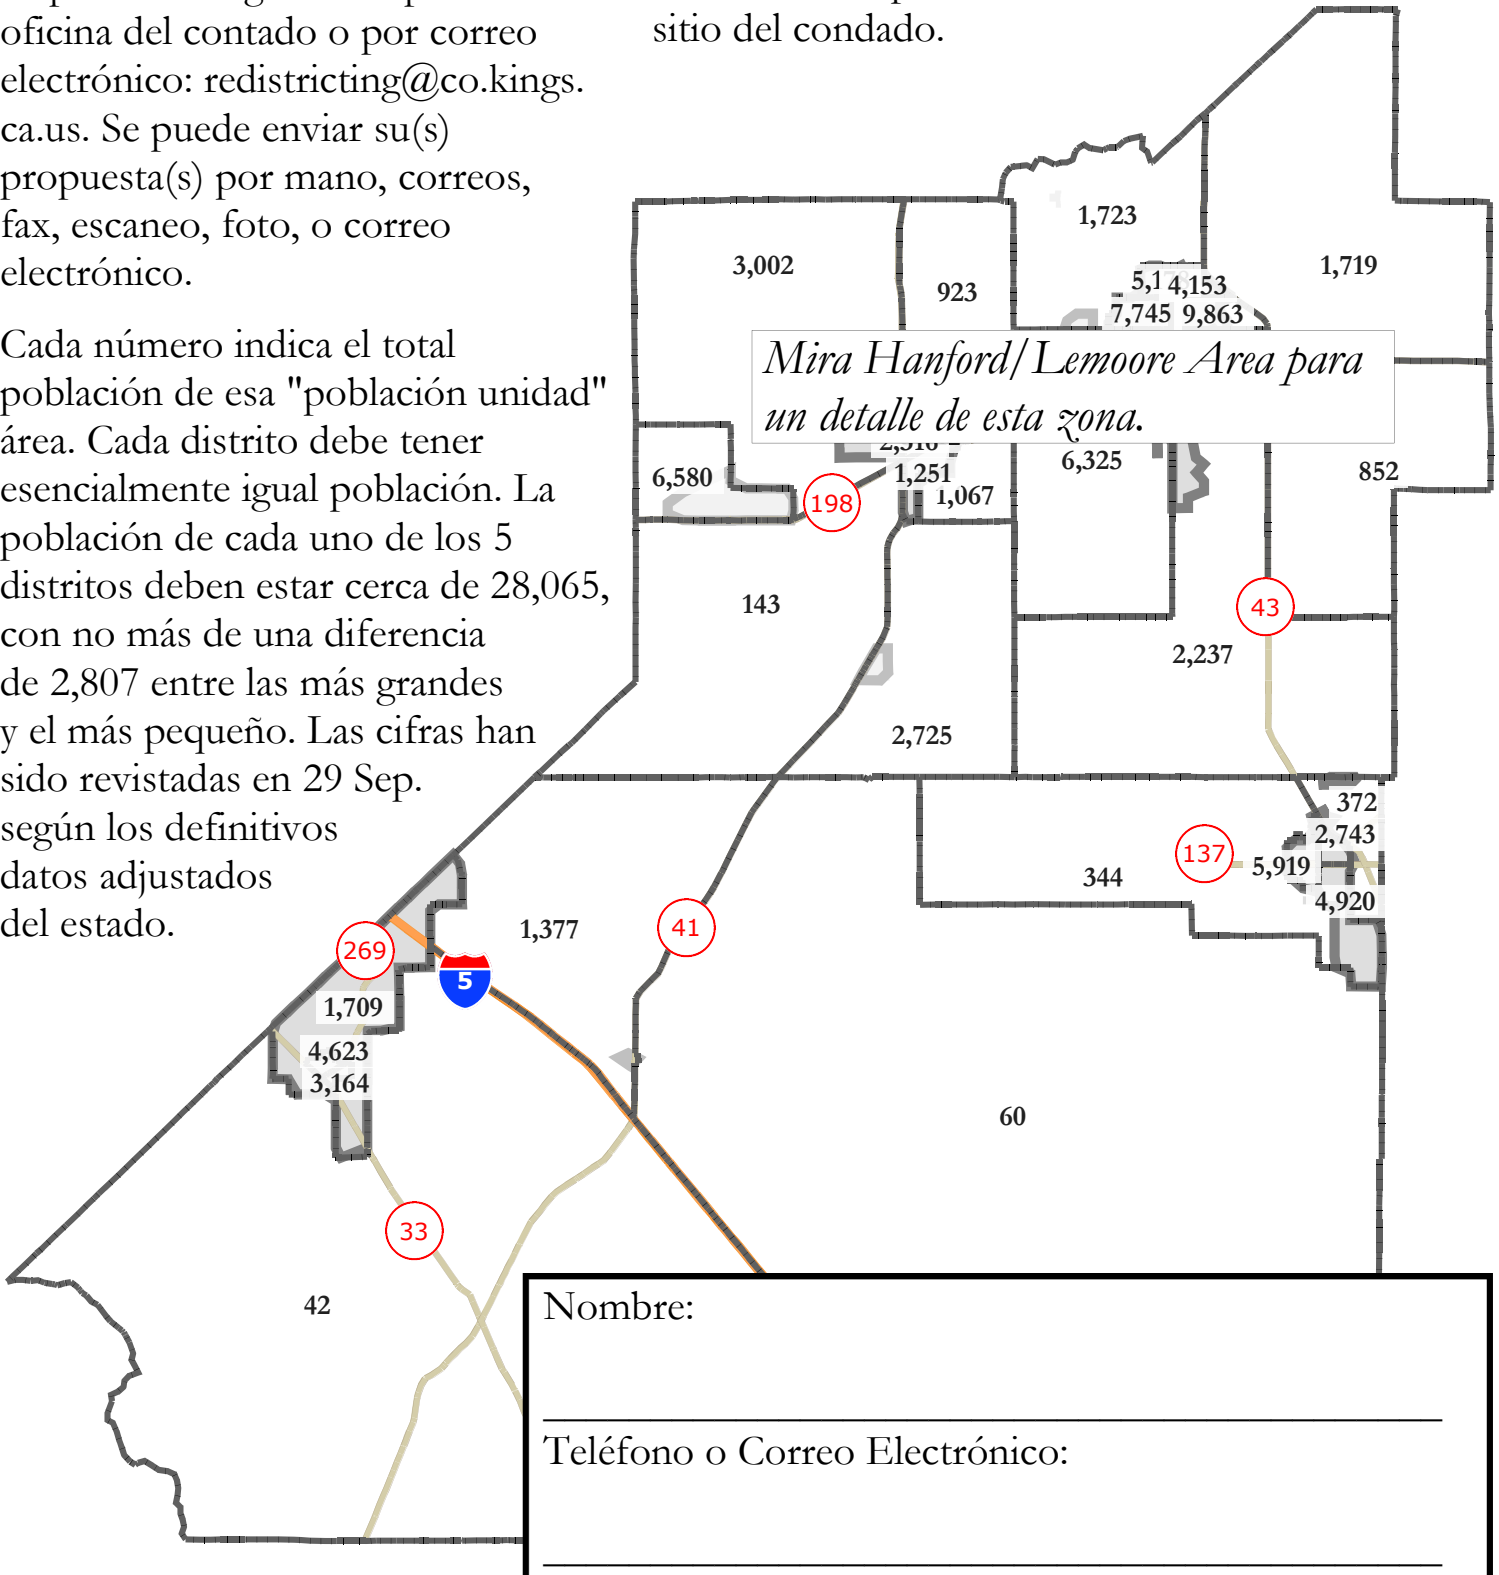 oficina del contado o por correo
electrónico: redistricting@co.kings.
ca.us. Se puede enviar su(s)
propuesta(s) por mano, correos,
fax, escaneo, foto, o correo
electrónico.
Cada número indica el total
población de esa "población unidad"
área. Cada distrito debe tener
esencialmente igual población. La
población de cada uno de los 5
distritos deben estar cerca de 28,065,
con no más de una diferencia
de 2,807 entre las más grandes
y el más pequeño. Las cifras han
sido revistadas en 29 Sep.
según los definitivos
datos adjustados
del estado.
sitio del condado.
1,723
3,002
923
1,719
4,153
7,745 9,863
Mira Hanford/Lemoore Area para
un detalle de esta zona.
6,580
198
1,251
1,067
6,325
852
143
43
2,237
2,725
372
2,743
137
5,919
344
4,920
1,377
41
269
5
1,709
4,623
3,164
60
33
42
Nombre:
Teléfono o Correo Electrónico: